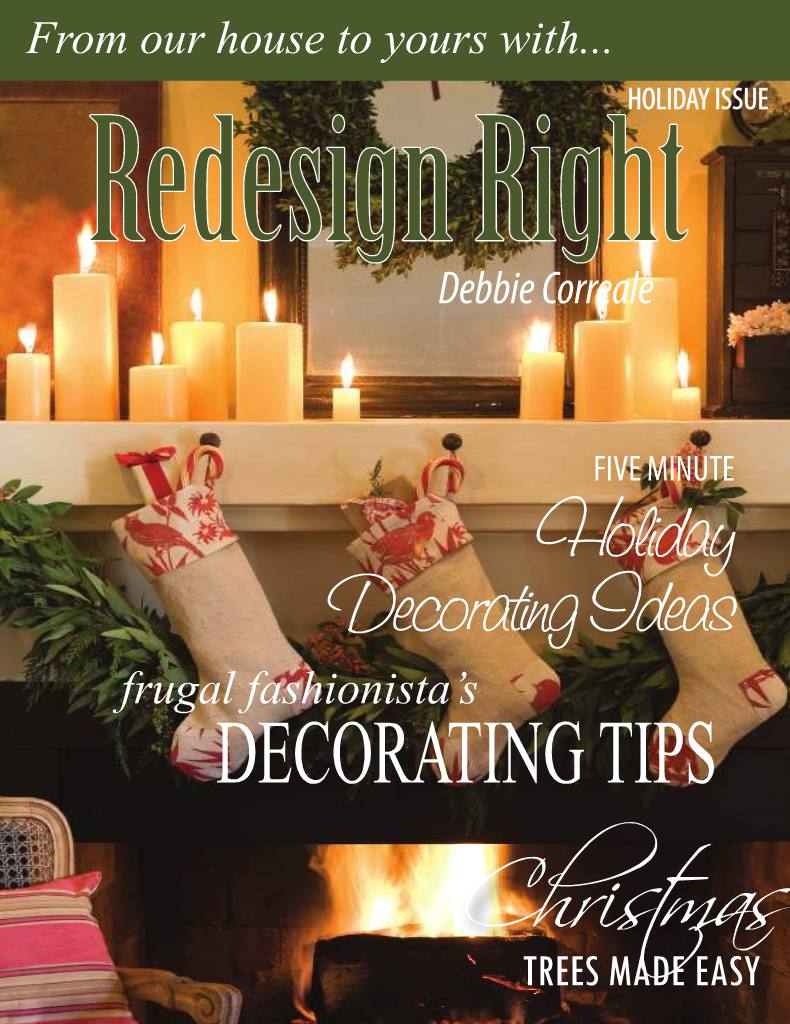 From our house to yours with...
HOLIDAY ISSUE
Redesign Right
Debbie Correale
FIVE MINUTE
Holiday
Decorating Ideas
frugal fashionista's
DECORATING TIPS
Christmas
TREES MADE EASY